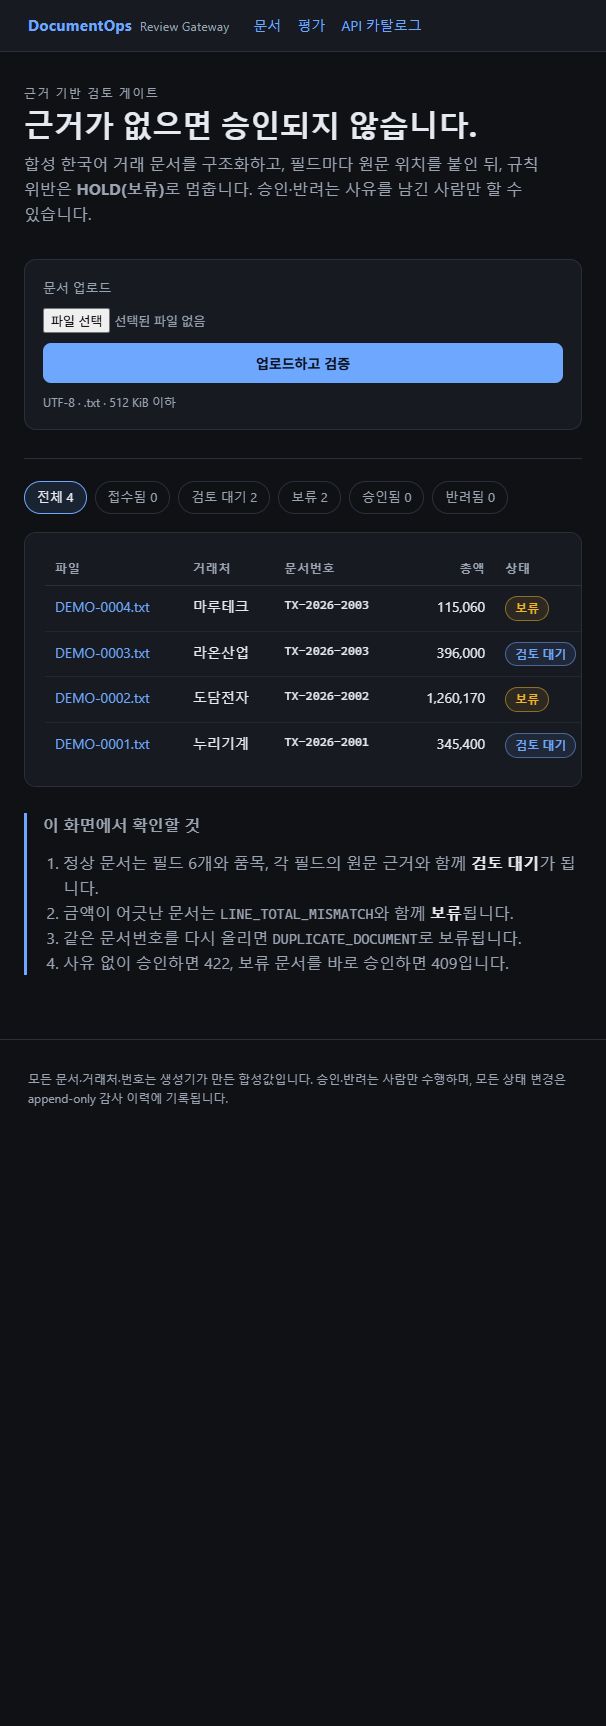 DocumentOps Review Gateway 문서 평가 API 카탈로그
근거 기반 검토 게이트
근거가 없으면 승인되지 않습니다.
합성 한국어 거래 문서를 구조화하고, 필드마다 원문 위치를 붙인 뒤, 규칙
위반은 HOLD(보류)로 멈춥니다. 승인·반려는 사유를 남긴 사람만 할 수
있습니다.
문서 업로드
파일 선택 선택된 파일 없음
업로드하고 검증
UTF-8 · .txt · 512 KiB 이하
전체 4 접수됨 0 검토 대기 2 보류 2 승인됨 0 반려됨 0
파일 거래처 문서번호 총액 상태
DEMO-0004.txt 마루테크 TX-2026-2003 115,060 보류
DEMO-0003.txt 라온산업 TX-2026-2003 396,000 검토 대기
DEMO-0002.txt 도담전자 TX-2026-2002 1,260,170 보류
DEMO-0001.txt 누리기계 TX-2026-2001 345,400 검토 대기
이 화면에서 확인할 것
1. 정상 문서는 필드 6개와 품목, 각 필드의 원문 근거와 함께 검토 대기가 됩
니다.
2. 금액이 어긋난 문서는 LINE_TOTAL_MISMATCH와 함께 보류됩니다.
3. 같은 문서번호를 다시 올리면 DUPLICATE_DOCUMENT로 보류됩니다.
4. 사유 없이 승인하면 422, 보류 문서를 바로 승인하면 409입니다.
모든 문서·거래처·번호는 생성기가 만든 합성값입니다. 승인·반려는 사람만 수행하며, 모든 상태 변경은
append-only 감사 이력에 기록됩니다.